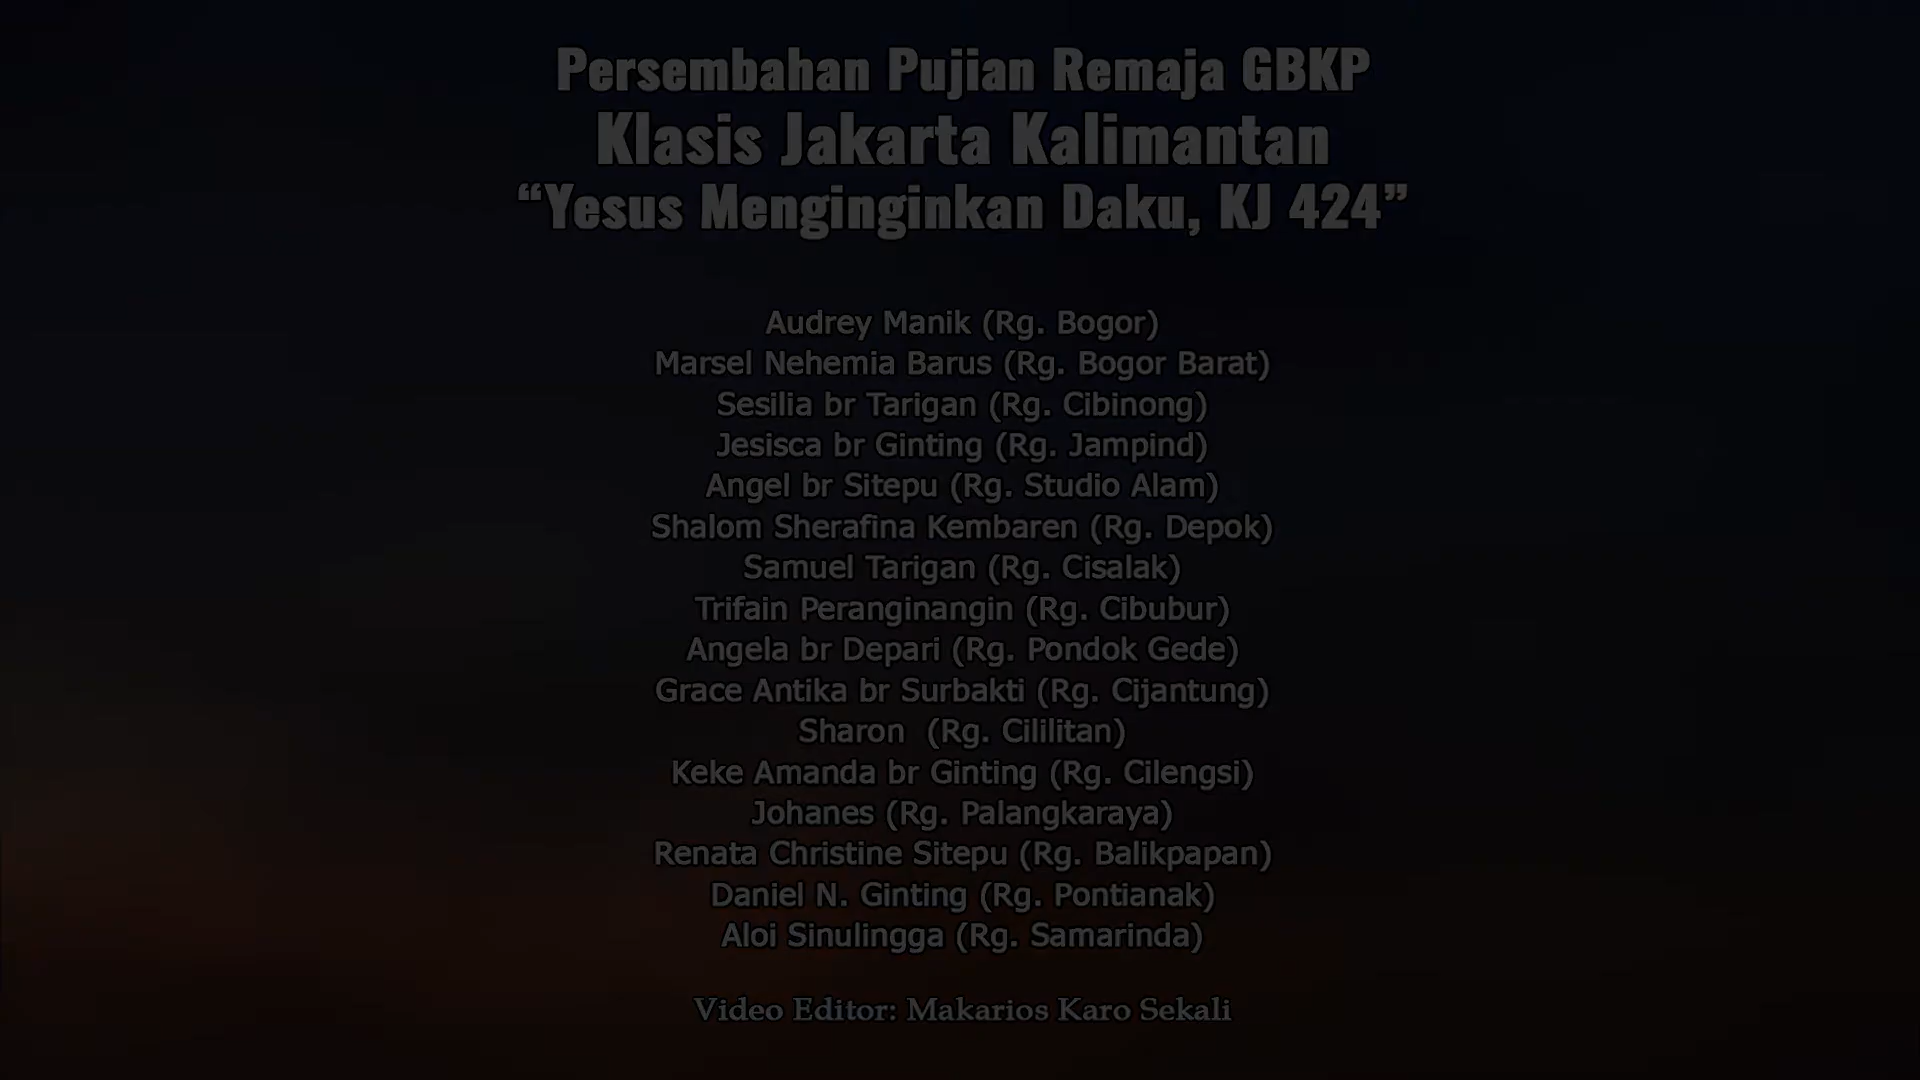 Persembahan Pujian Remaja GBKP
Klasis Jakarta Kalimantan
“Yesus Menginginkan Daku, KJ 424”
Audrey Manik (Rg. Bogor)
Marsel Nehemia Barus (Rg. Bogor Barat)
Sesilia br Tarigan (Rg. Cibinong)
Jesisca br Ginting (Rg. Jampind)
Angel br Sitepu (Rg. Studio Alam)
Shalom Sherafina Kembaren (Rg. Depok)
Samuel Tarigan (Rg. Cisalak)
Trifain Peranginangin (Rg. Cibubur)
Angela br Depari (Rg. Pondok Gede)
Grace Antika br Surbakti (Rg. Cijantung)
Sharon  (Rg. Cililitan)
Keke Amanda br Ginting (Rg. Cilengsi)
Johanes (Rg. Palangkaraya)
Renata Christine Sitepu (Rg. Balikpapan)
Daniel N. Ginting (Rg. Pontianak)
Aloi Sinulingga (Rg. Samarinda)
Video Editor: Makarios Karo Sekali